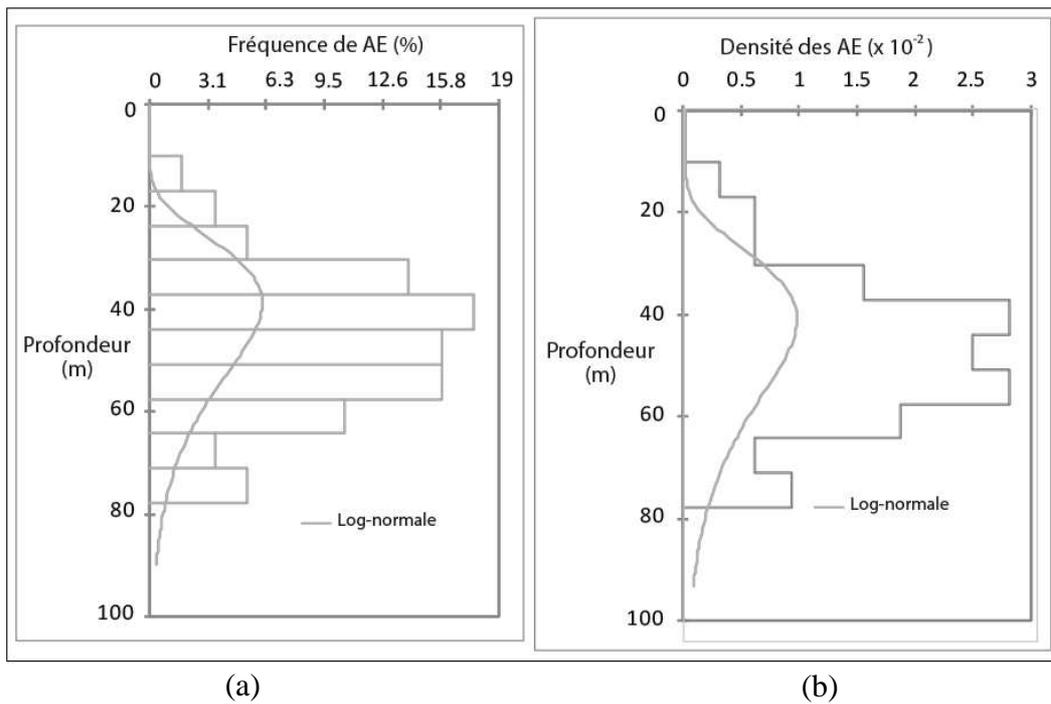 Fréquence de AE (%)
0 3.1 6.3 9.5 12.6 15.8 19
0
20
40
Profondeur
(m)
60
80
Log-normale
100
(a)
Densité des AE (x 10⁻²)
0 0.5 1 1.5 2 2.5 3
0
20
40
Profondeur
(m)
60
80
Log-normale
100
(b)